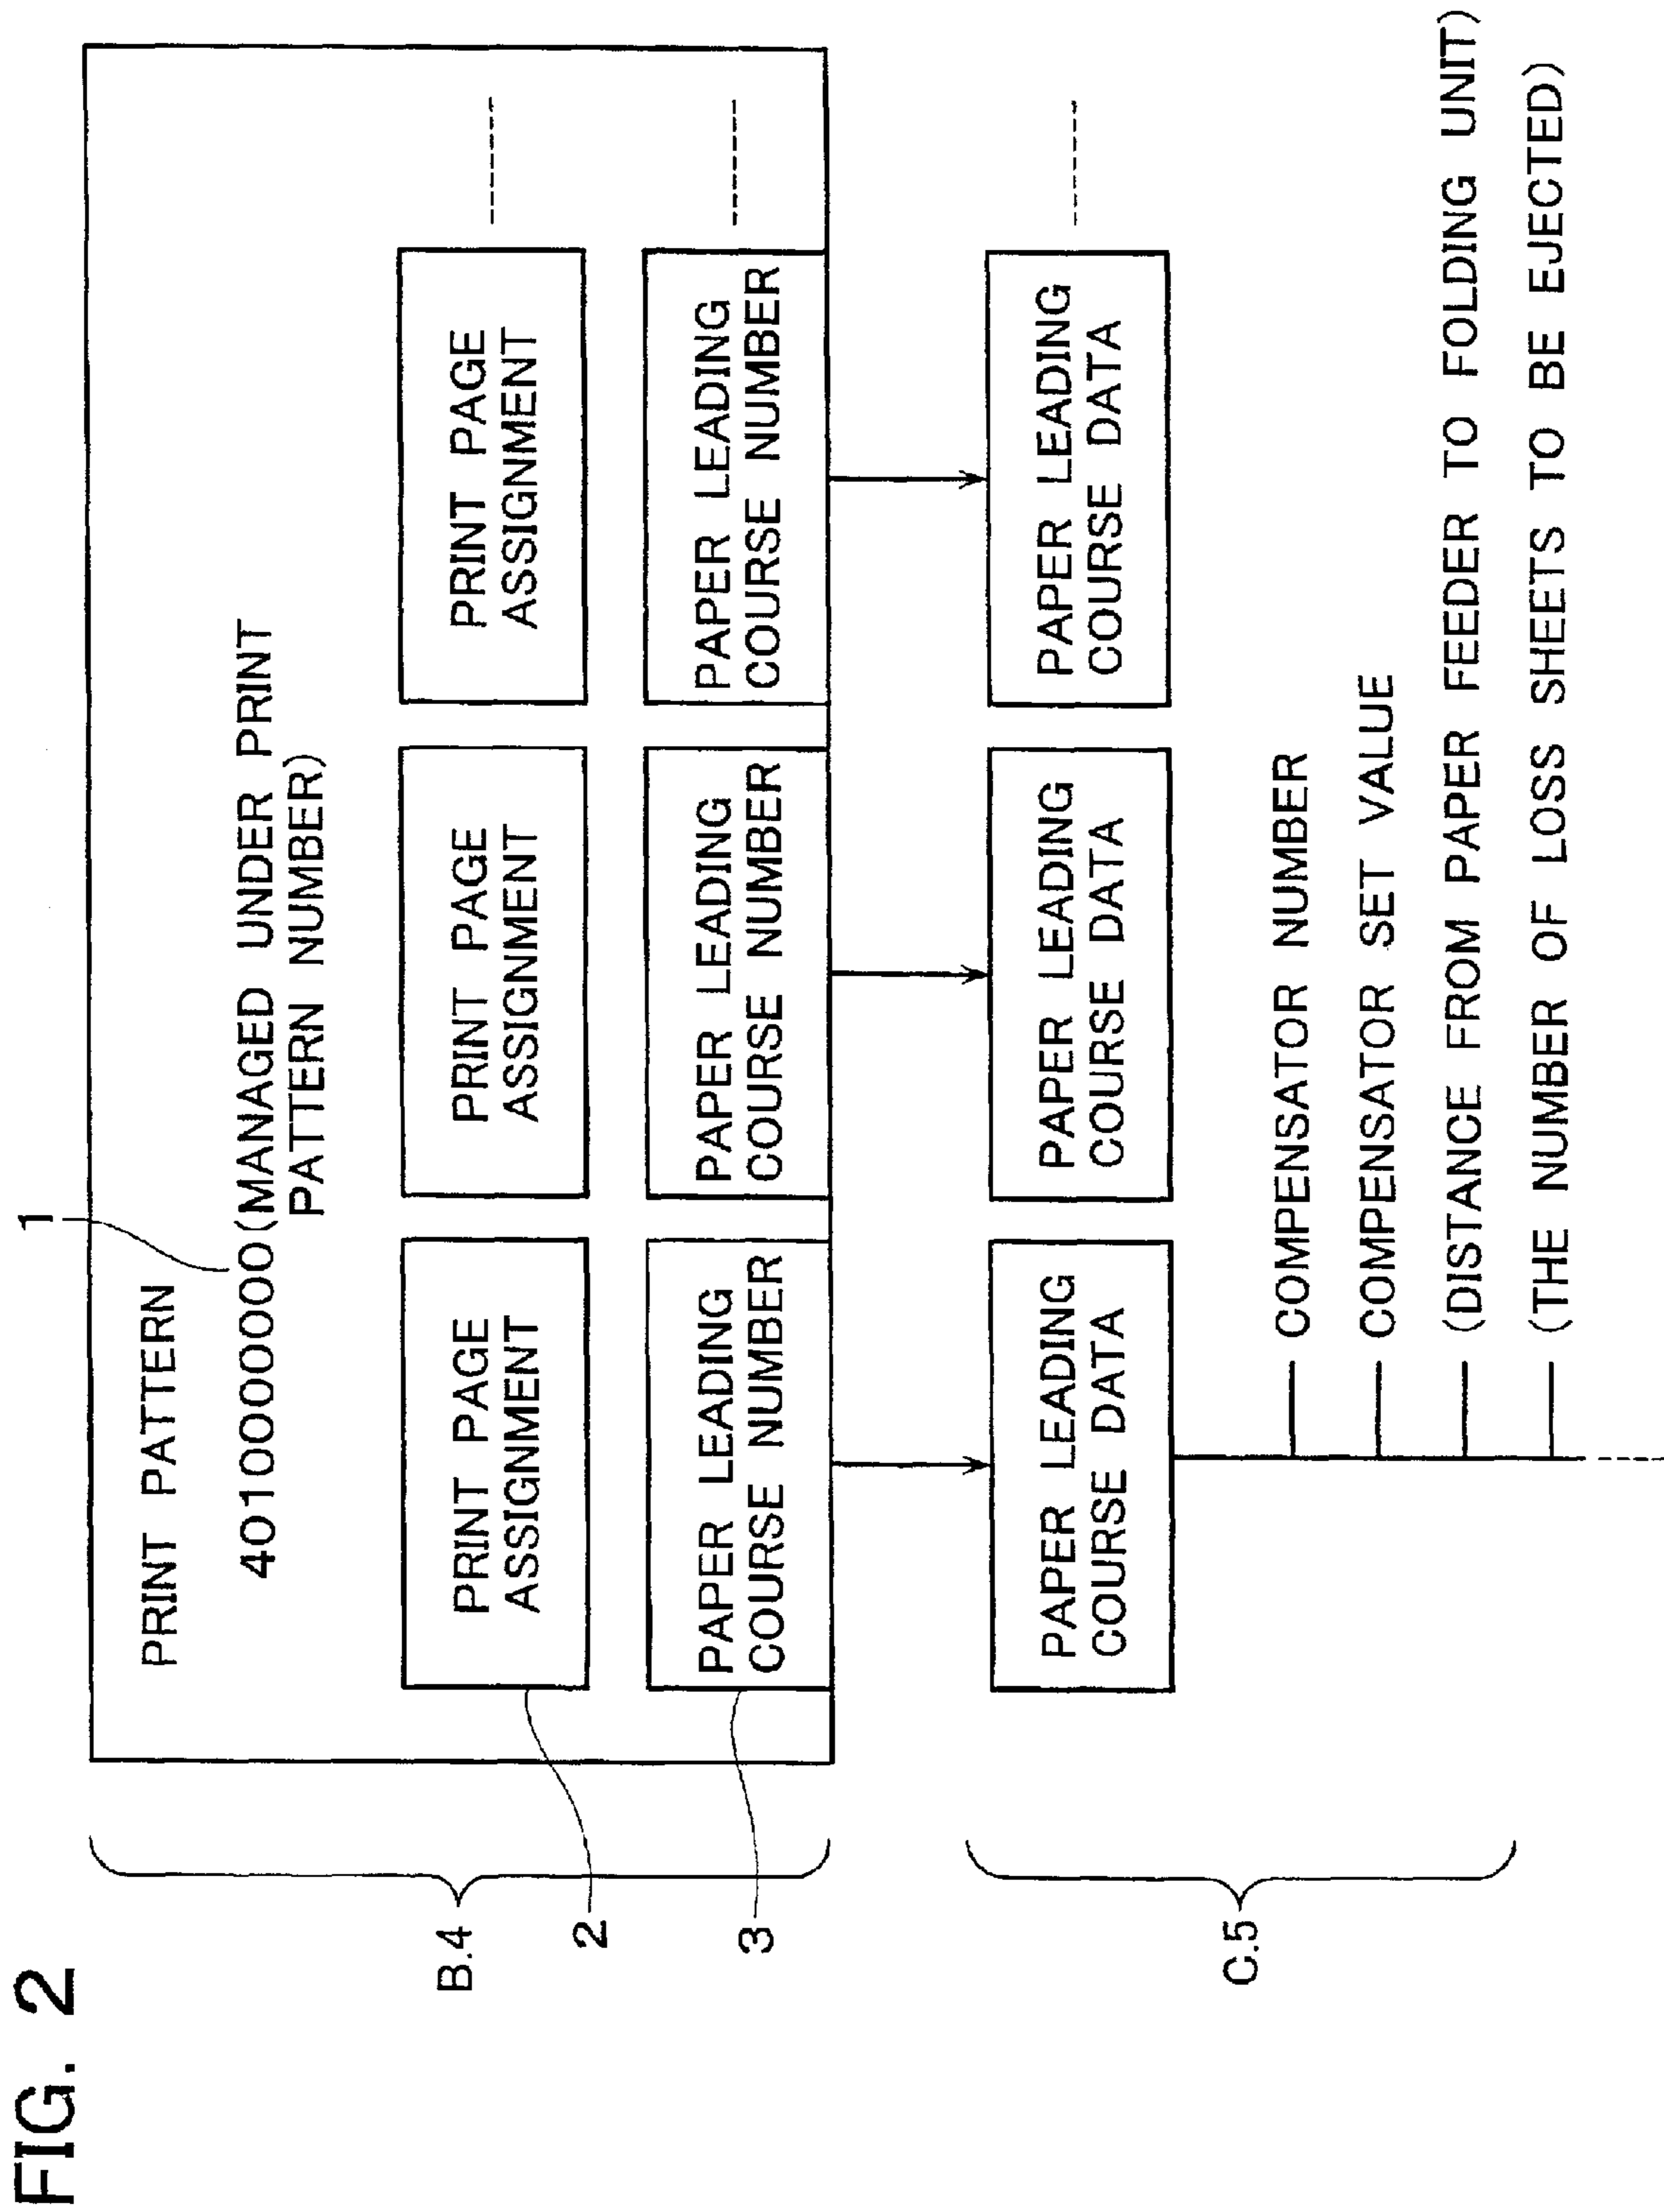 FIG. 2
PRINT PATTERN
1
4010000000(MANAGED UNDER PRINT
PATTERN NUMBER)
B.4
PRINT PAGE
ASSIGNMENT
PRINT PAGE
ASSIGNMENT
PRINT PAGE
ASSIGNMENT
2
PAPER LEADING
COURSE NUMBER
PAPER LEADING
COURSE NUMBER
PAPER LEADING
COURSE NUMBER
3
C.5
PAPER LEADING
COURSE DATA
PAPER LEADING
COURSE DATA
PAPER LEADING
COURSE DATA
COMPENSATOR NUMBER
COMPENSATOR SET VALUE
(DISTANCE FROM PAPER FEEDER TO FOLDING UNIT)
(THE NUMBER OF LOSS SHEETS TO BE EJECTED)